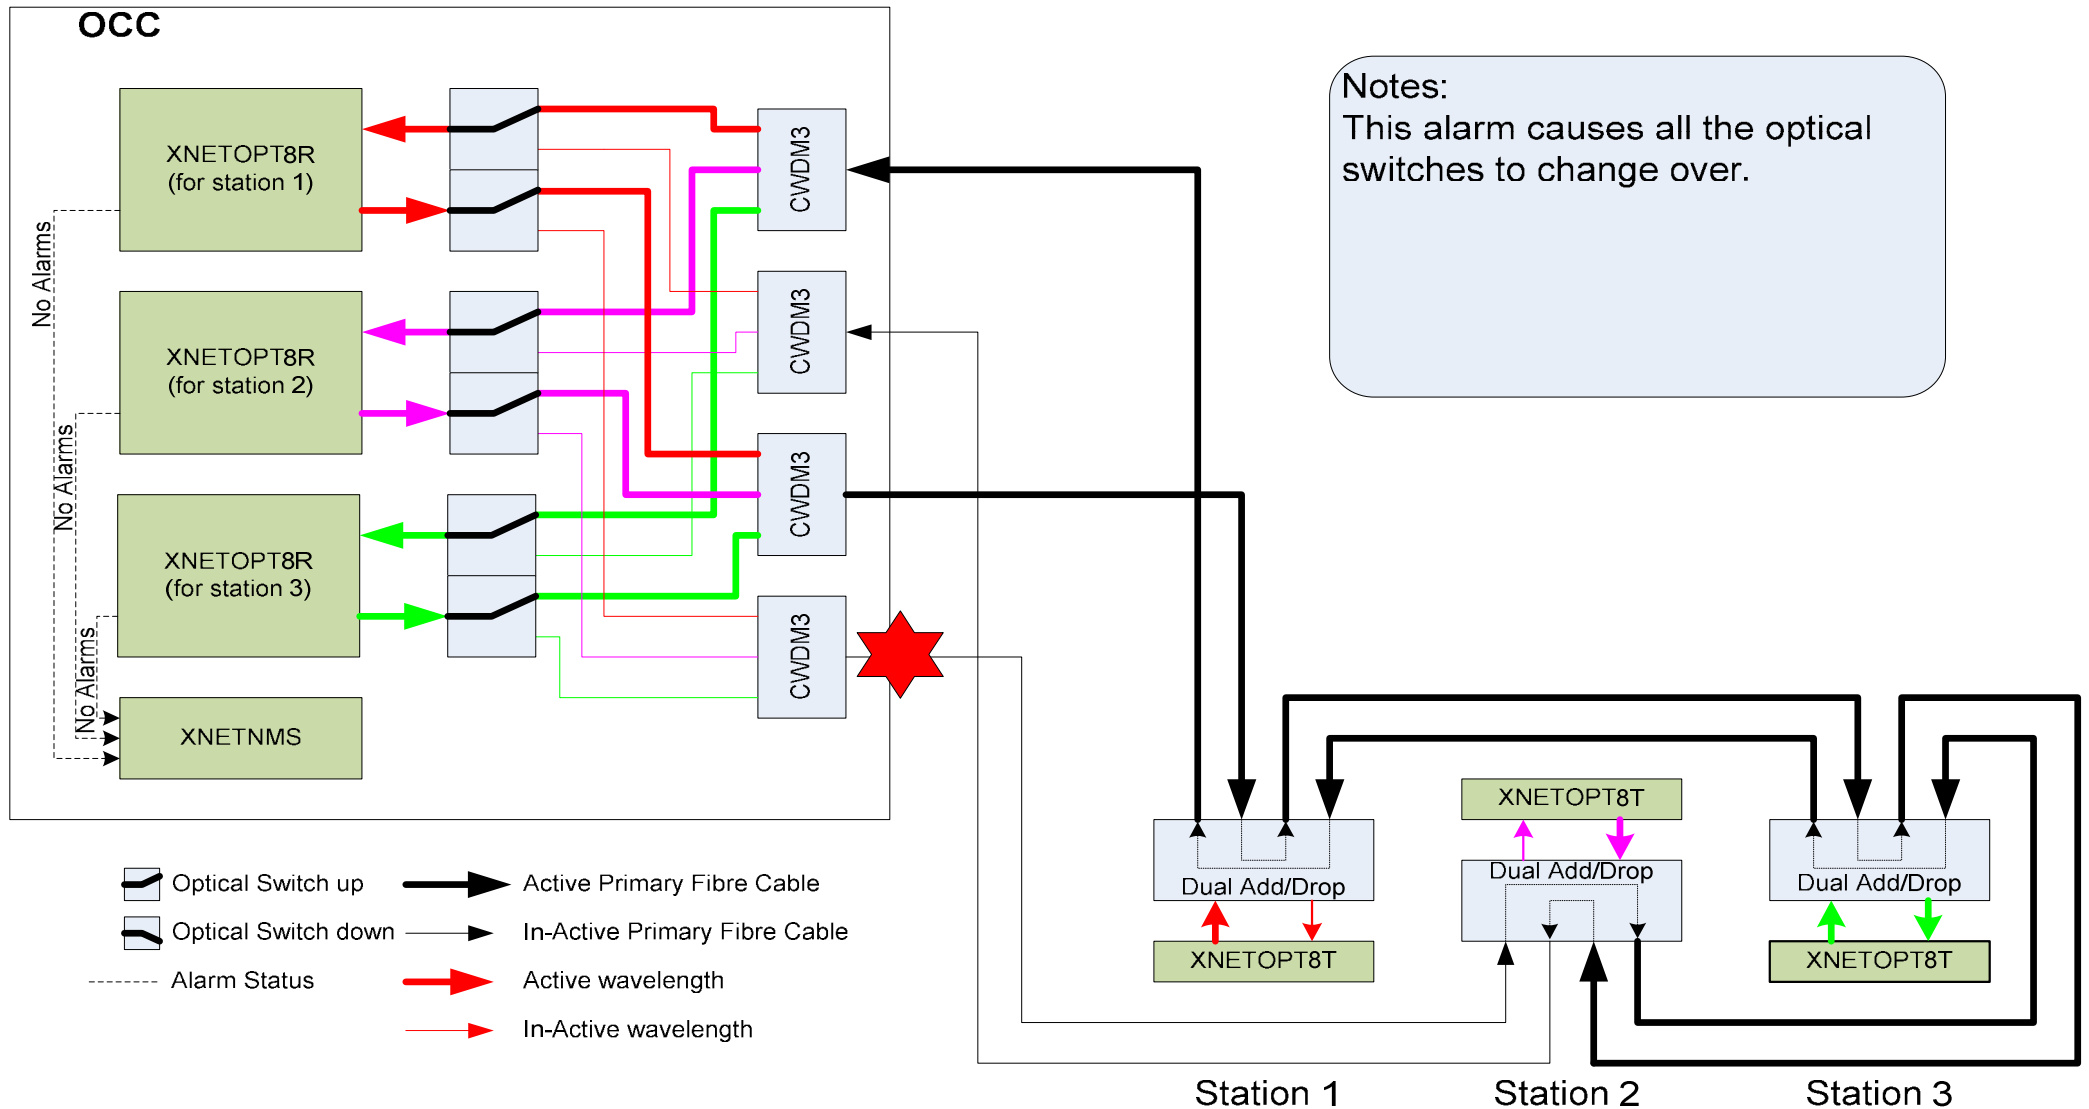 OCC
XNETOPT8R
(for station 1)
XNETOPT8R
(for station 2)
XNETOPT8R
(for station 3)
XNETNMS
No Alarms
No Alarms
No Alarms
CWDM3
CWDM3
CWDM3
CWDM3
Notes:
This alarm causes all the optical
switches to change over.
Dual Add/Drop
XNETOPT8T
XNETOPT8T
Dual Add/Drop
Dual Add/Drop
XNETOPT8T
Station 1
Station 2
Station 3
Optical Switch up
Optical Switch down
Alarm Status
Active Primary Fibre Cable
In-Active Primary Fibre Cable
Active wavelength
In-Active wavelength